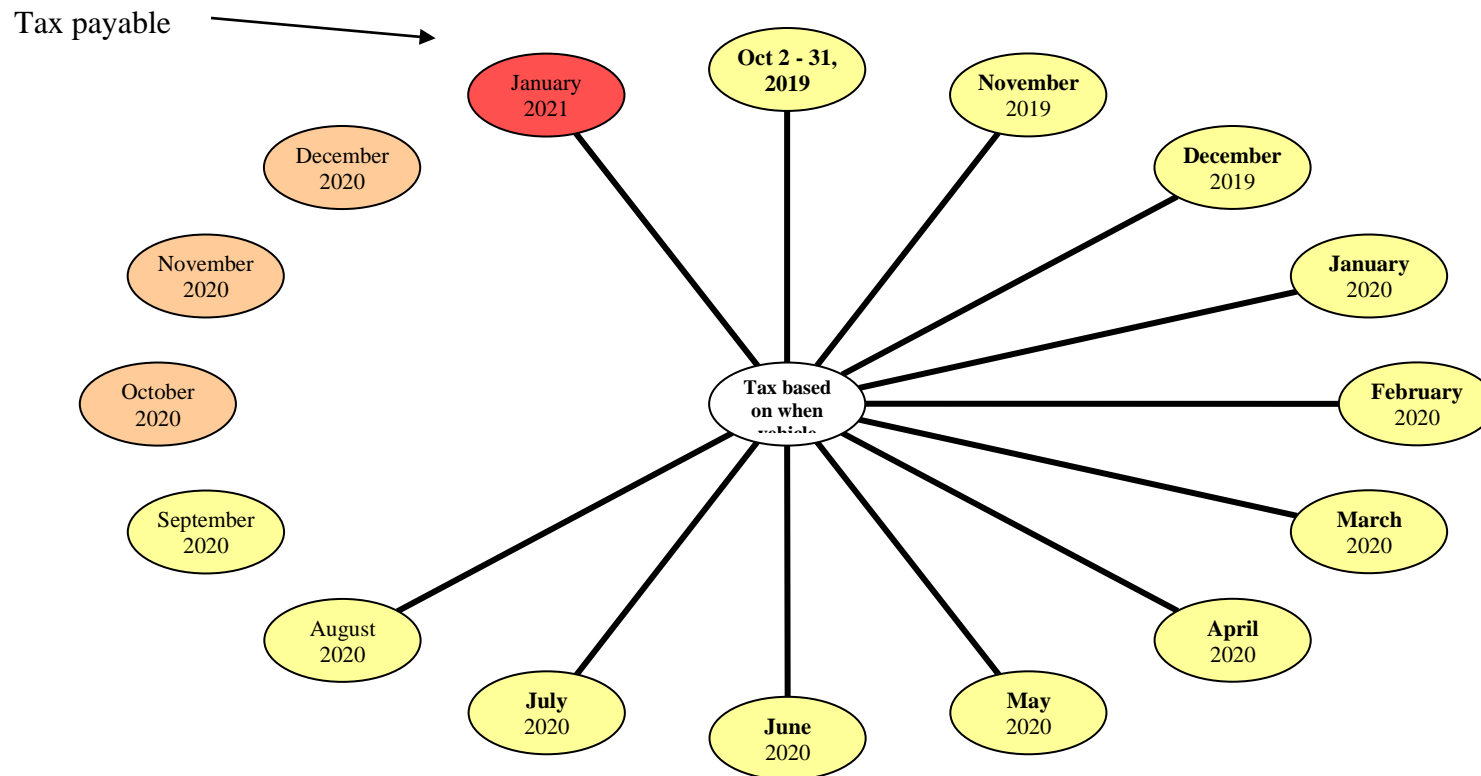 Tax payable
Oct 2 - 31,
2019
November
2019
December
2019
January
2020
February
2020
March
2020
April
2020
May
2020
June
2020
July
2020
August
2020
September
2020
October
2020
November
2020
December
2020
January
2021
Tax based
on when
vehicle